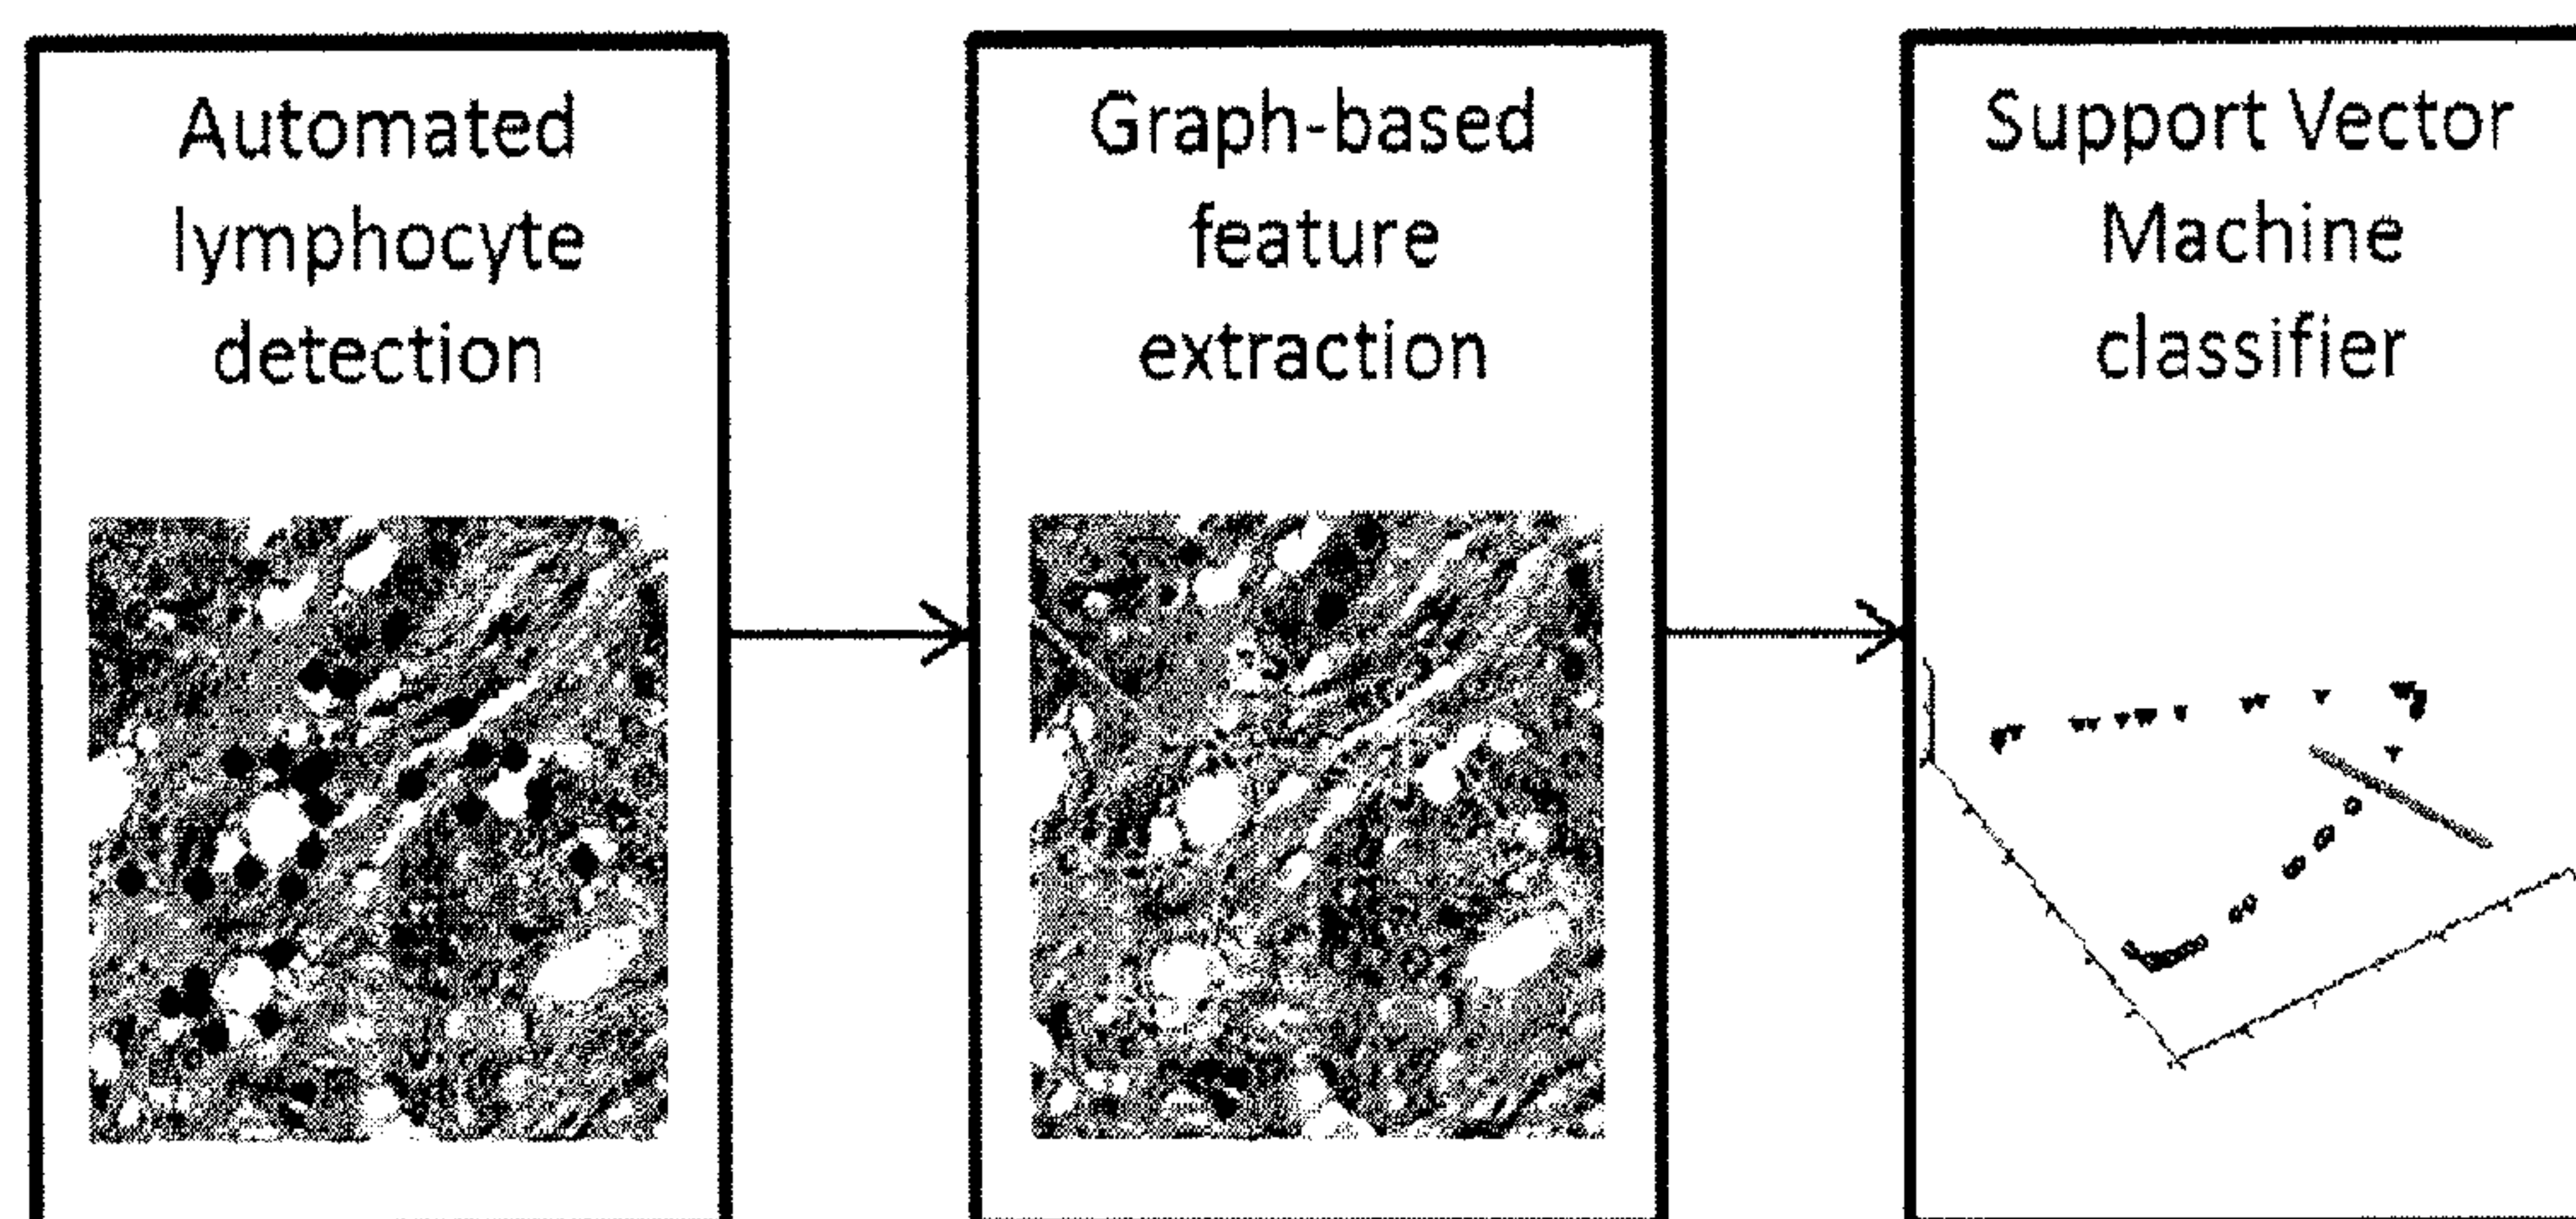 Automated
lymphocyte
detection
Graph-based
feature
extraction
Support Vector
Machine
classifier